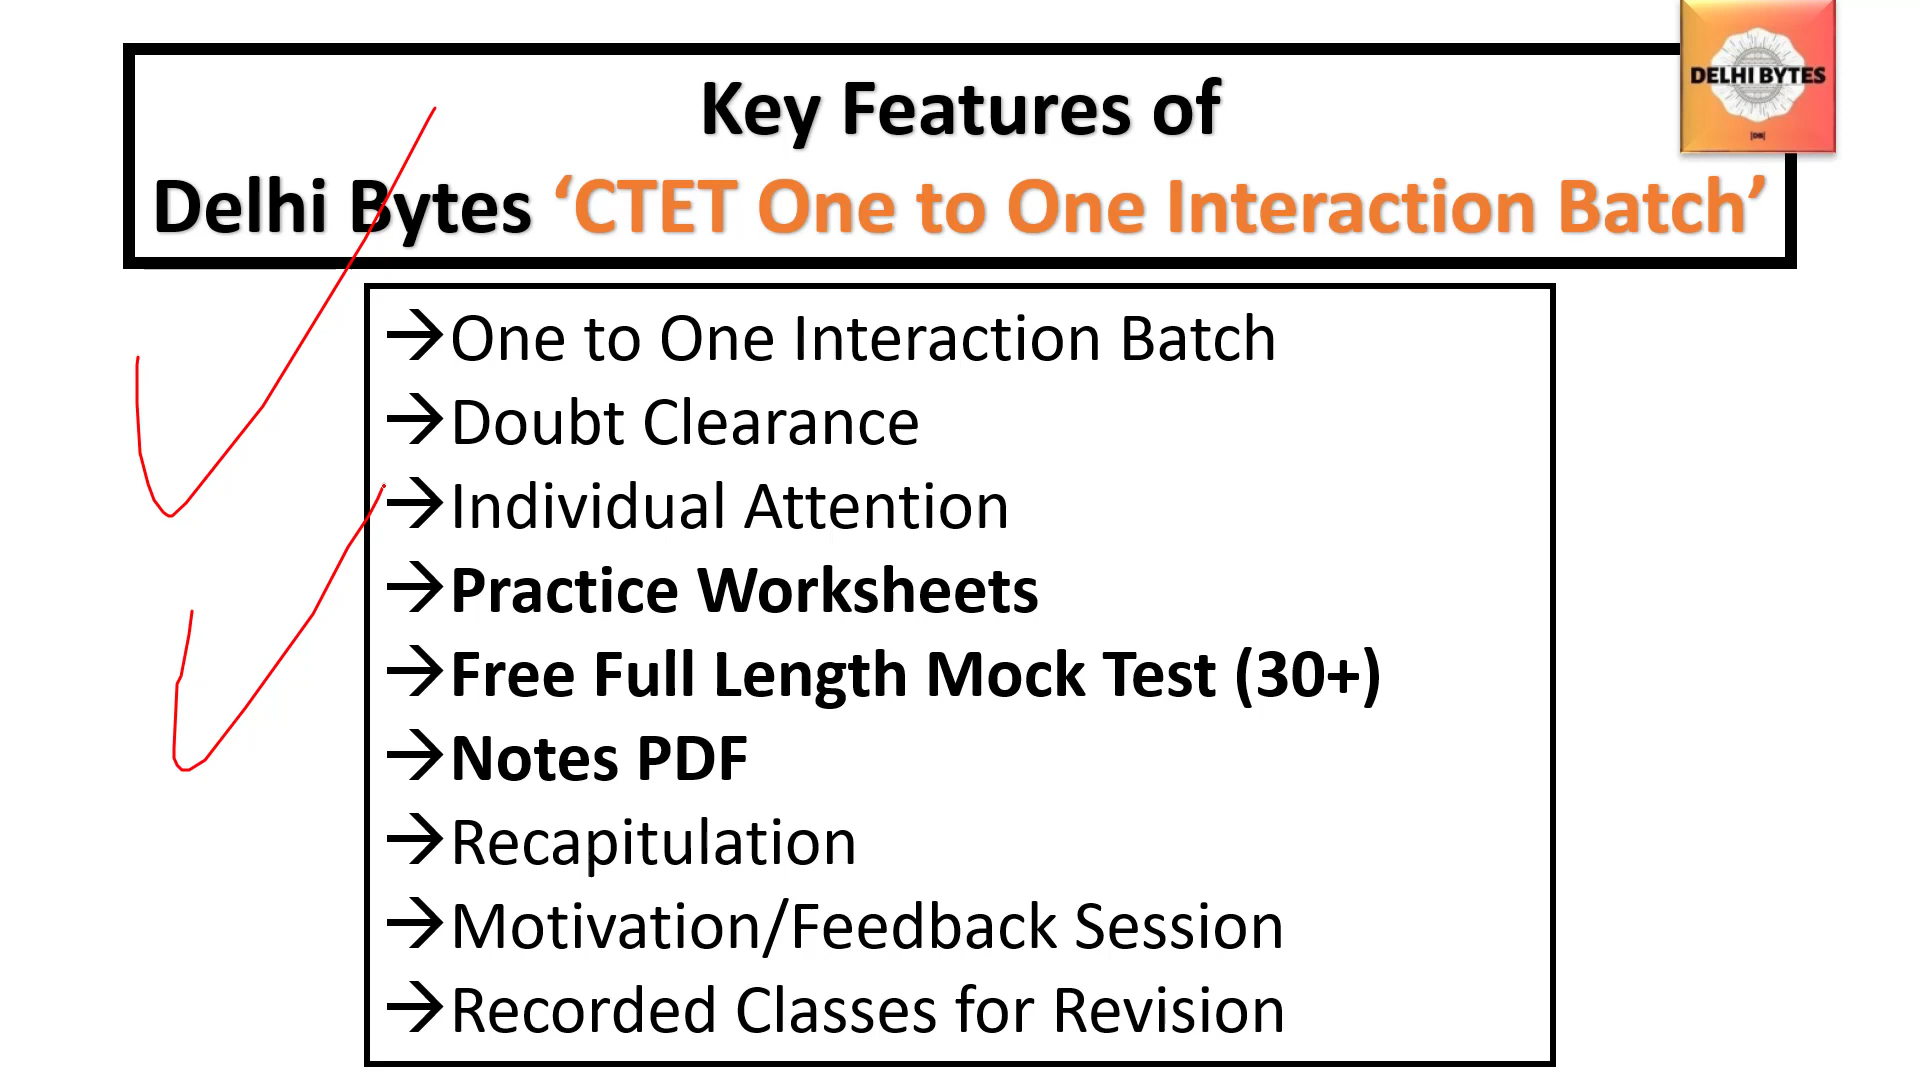 Key Features of
Delhi Bytes ‘CTET One to One Interaction Batch’
DELHI BYTES
|DB|
→One to One Interaction Batch
→Doubt Clearance
→Individual Attention
→Practice Worksheets
→Free Full Length Mock Test (30+)
→Notes PDF
→Recapitulation
→Motivation/Feedback Session
→Recorded Classes for Revision